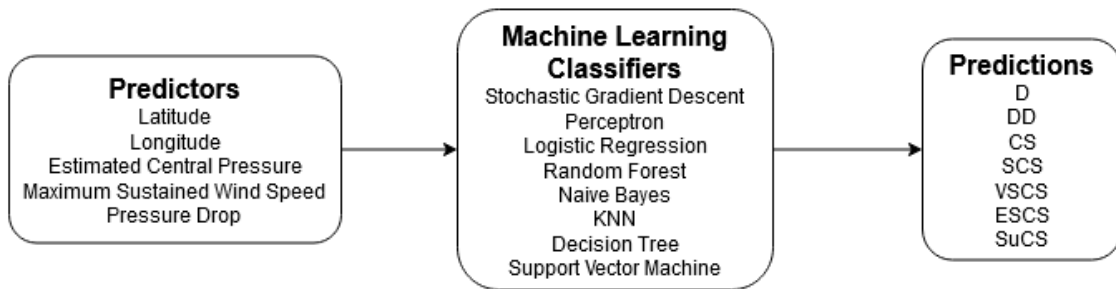 Predictors
Latitude
Longitude
Estimated Central Pressure
Maximum Sustained Wind Speed
Pressure Drop
Machine Learning
Classifiers
Stochastic Gradient Descent
Perceptron
Logistic Regression
Random Forest
Naive Bayes
KNN
Decision Tree
Support Vector Machine
Predictions
D
DD
CS
SCS
VSCS
ESCS
SuCS